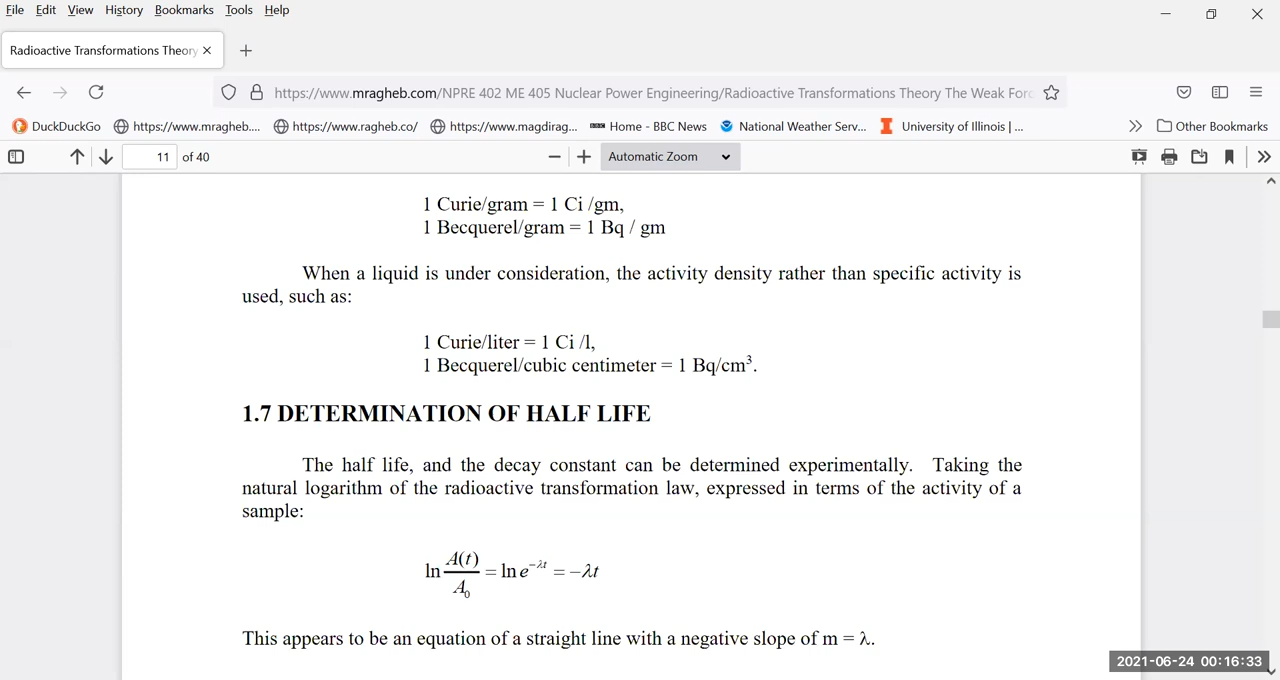 File Edit View History Bookmarks Tools Help
Radioactive Transformations Theory
https://www.mragheb.com/NPRE 402 ME 405 Nuclear Power Engineering/Radioactive Transformations Theory The Weak Forc
DuckDuckGo https://www.mragheb.... https://www.ragheb.co/ https://www.magdirag... BBC Home - BBC News National Weather Serv... University of Illinois | ... Other Bookmarks
11 of 40 Automatic Zoom
1 Curie/gram = 1 Ci /gm,
1 Becquerel/gram = 1 Bq / gm
When a liquid is under consideration, the activity density rather than specific activity is
used, such as:
1 Curie/liter = 1 Ci /l,
1 Becquerel/cubic centimeter = 1 Bq/cm³.
1.7 DETERMINATION OF HALF LIFE
The half life, and the decay constant can be determined experimentally. Taking the
natural logarithm of the radioactive transformation law, expressed in terms of the activity of a
sample:
ln A(t)/A₀ = ln e^(-λt) = -λt
This appears to be an equation of a straight line with a negative slope of m = λ.
2021-06-24 00:16:33